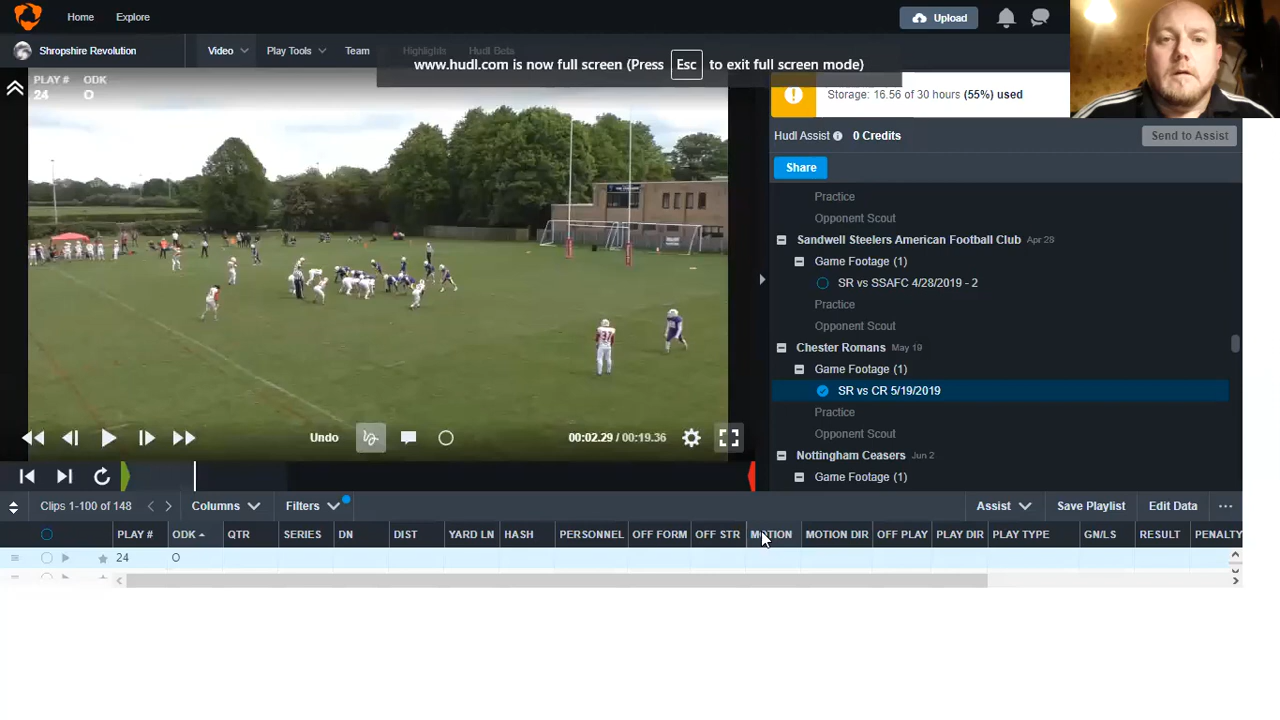 Home Explore Upload
Shropshire Revolution Video Play Tools Team Highlights Hudl Beta
www.hudl.com is now full screen (Press Esc to exit full screen mode)
PLAY # ODK
24 O
Storage: 16.56 of 30 hours (55%) used
Hudl Assist 0 Credits Send to Assist
Share
Practice
Opponent Scout
Sandwell Steelers American Football Club Apr 28
Game Footage (1)
SR vs SSAFC 4/28/2019 - 2
Practice
Opponent Scout
Chester Romans May 19
Game Footage (1)
SR vs CR 5/19/2019
Practice
Opponent Scout
Nottingham Ceasers Jun 2
Game Footage (1)
37
Undo 00:02.29 / 00:19.36
Clips 1-100 of 148 Columns Filters Assist Save Playlist Edit Data
PLAY # ODK QTR SERIES DN DIST YARD LN HASH PERSONNEL OFF FORM OFF STR MOTION MOTION DIR OFF PLAY PLAY DIR PLAY TYPE GN/LS RESULT PENALTY
24 O